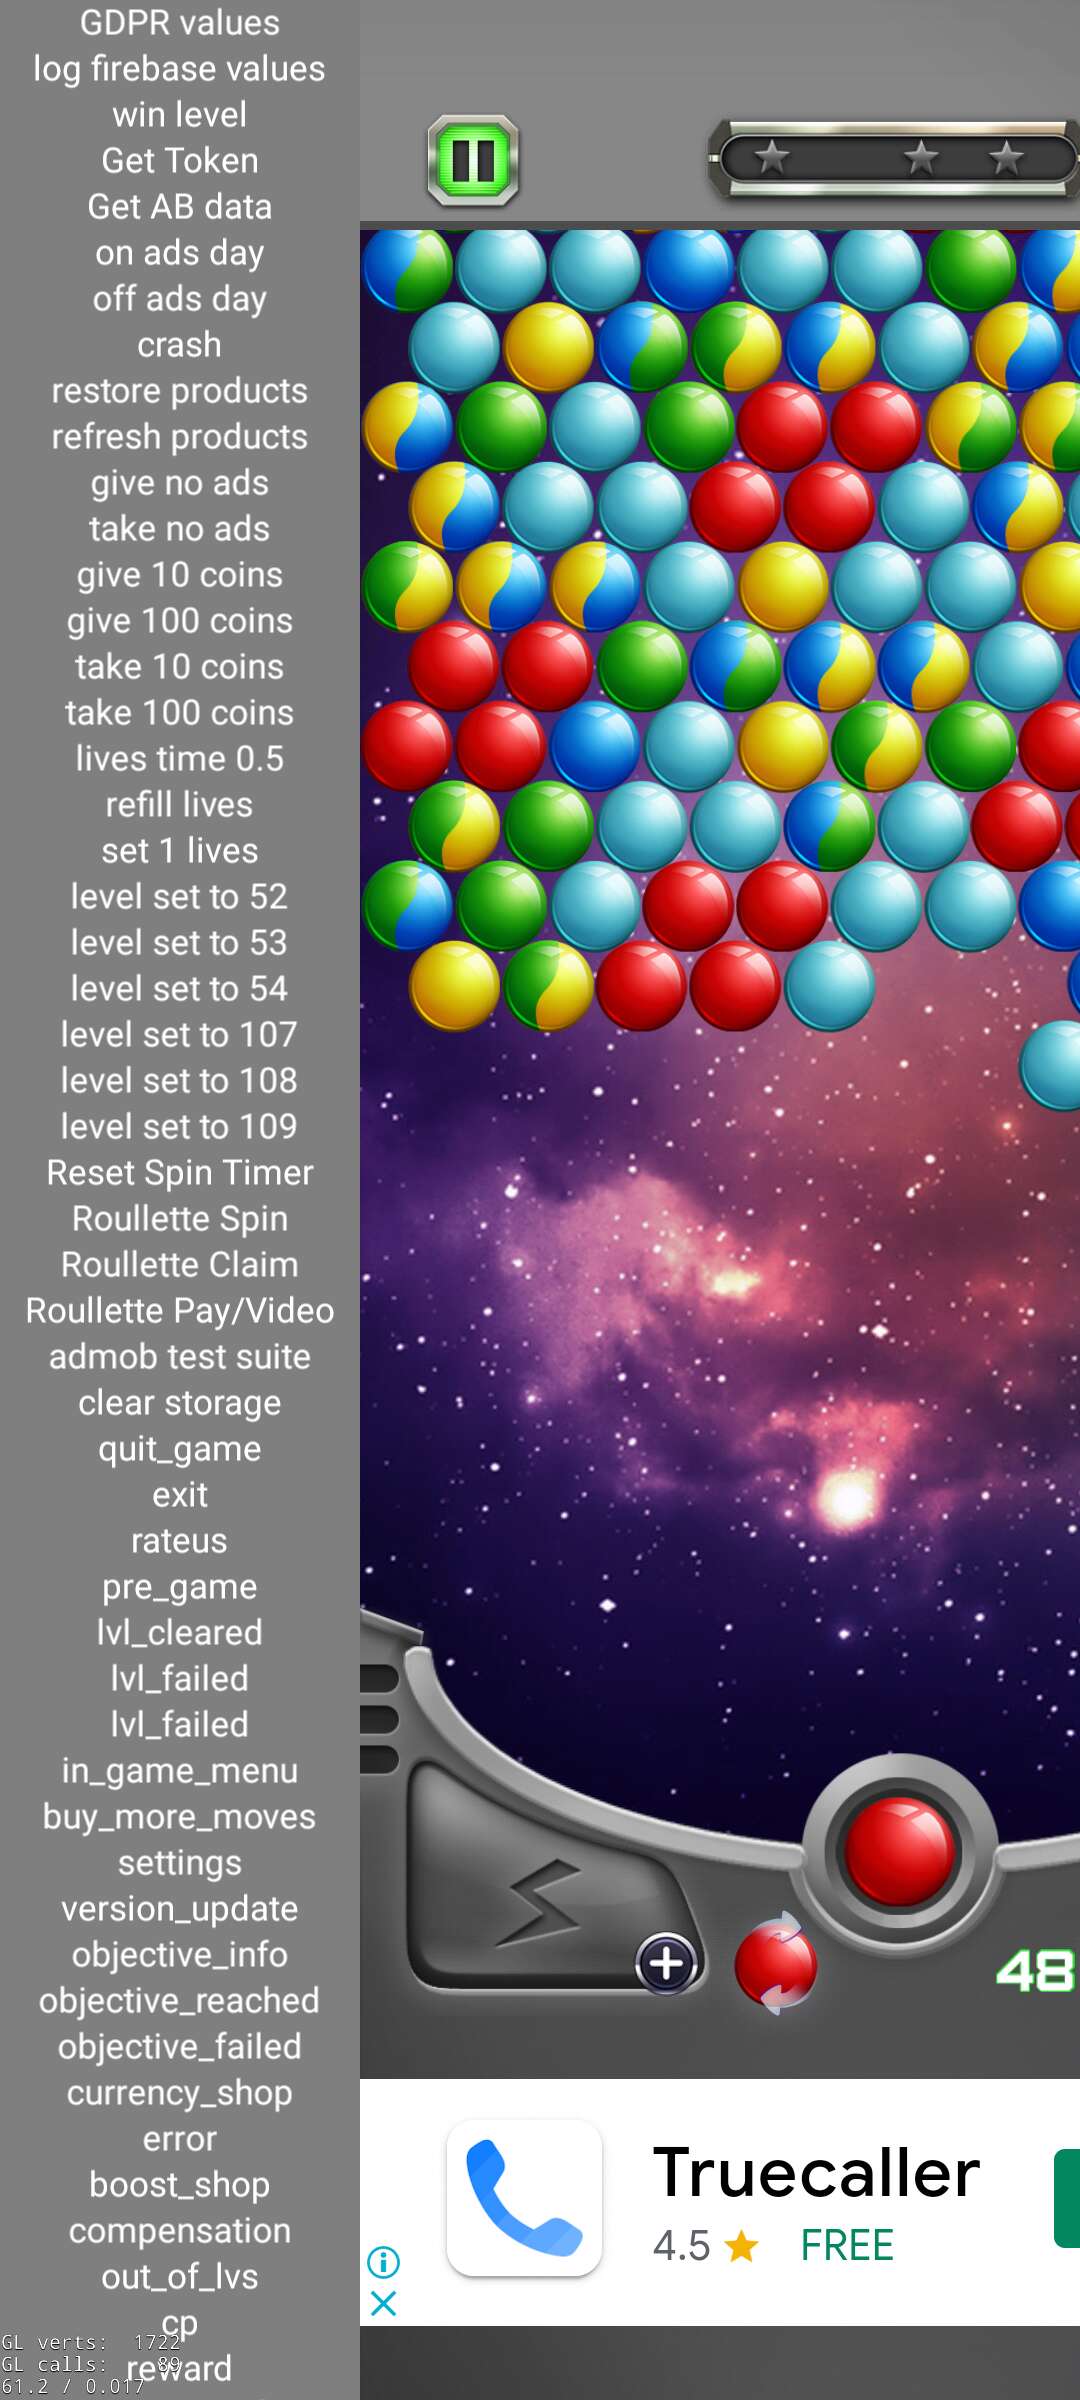 GDPR values
log firebase values
win level
Get Token
Get AB data
on ads day
off ads day
crash
restore products
refresh products
give no ads
take no ads
give 10 coins
give 100 coins
take 10 coins
take 100 coins
lives time 0.5
refill lives
set 1 lives
level set to 52
level set to 53
level set to 54
level set to 107
level set to 108
level set to 109
Reset Spin Timer
Roullette Spin
Roullette Claim
Roullette Pay/Video
admob test suite
clear storage
quit_game
exit
rateus
pre_game
lvl_cleared
lvl_failed
lvl_failed
in_game_menu
buy_more_moves
settings
version_update
objective_info
objective_reached
objective_failed
currency_shop
error
boost_shop
compensation
out_of_lvs
cp
reward
GL verts: 1722
GL calls: 89
61.2 / 0.017
48
Truecaller
4.5 FREE